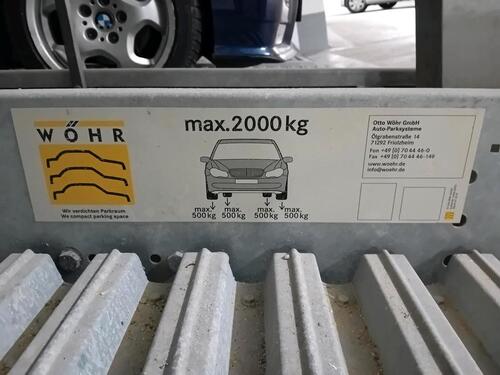 WÖHR
Wir verdichten Parkraum
We compact parking space
max.2000kg
max.
500kg
max.
500kg
max.
500kg
max.
500kg
Otto Wöhr GmbH
Auto-Parksysteme
Ölgrabenstraße 14
71292 Friolzheim
Fon +49 [0] 70 44 46-0
Fax +49 [0] 70 44 46-149
www.woehr.de
info@woehr.de